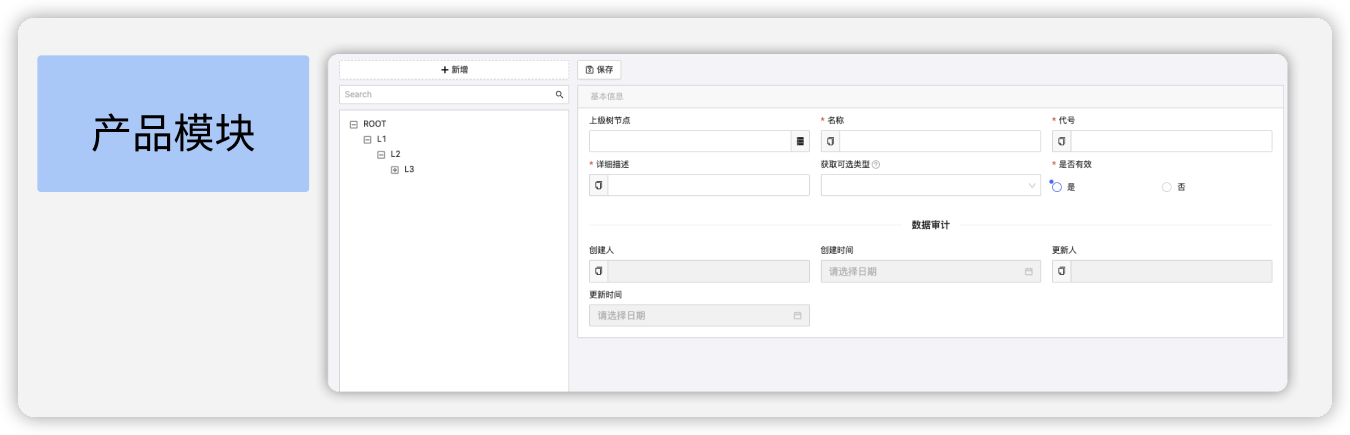 产品模块
新增
Search
ROOT
L1
L2
L3
保存
基本信息
上级树节点
* 名称
* 代号
* 详细描述
获取可选类型
* 是否有效
是
否
数据审计
创建人
创建时间
请选择日期
更新人
更新时间
请选择日期